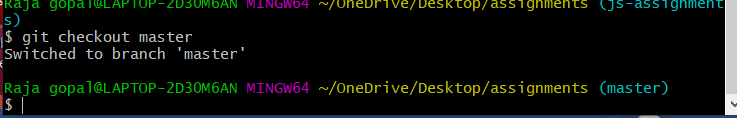 Raja gopal@LAPTOP-2D3OM6AN MINGW64 ~/OneDrive/Desktop/assignments (js-assignment
s)
$ git checkout master
Switched to branch 'master'
Raja gopal@LAPTOP-2D3OM6AN MINGW64 ~/OneDrive/Desktop/assignments (master)
$